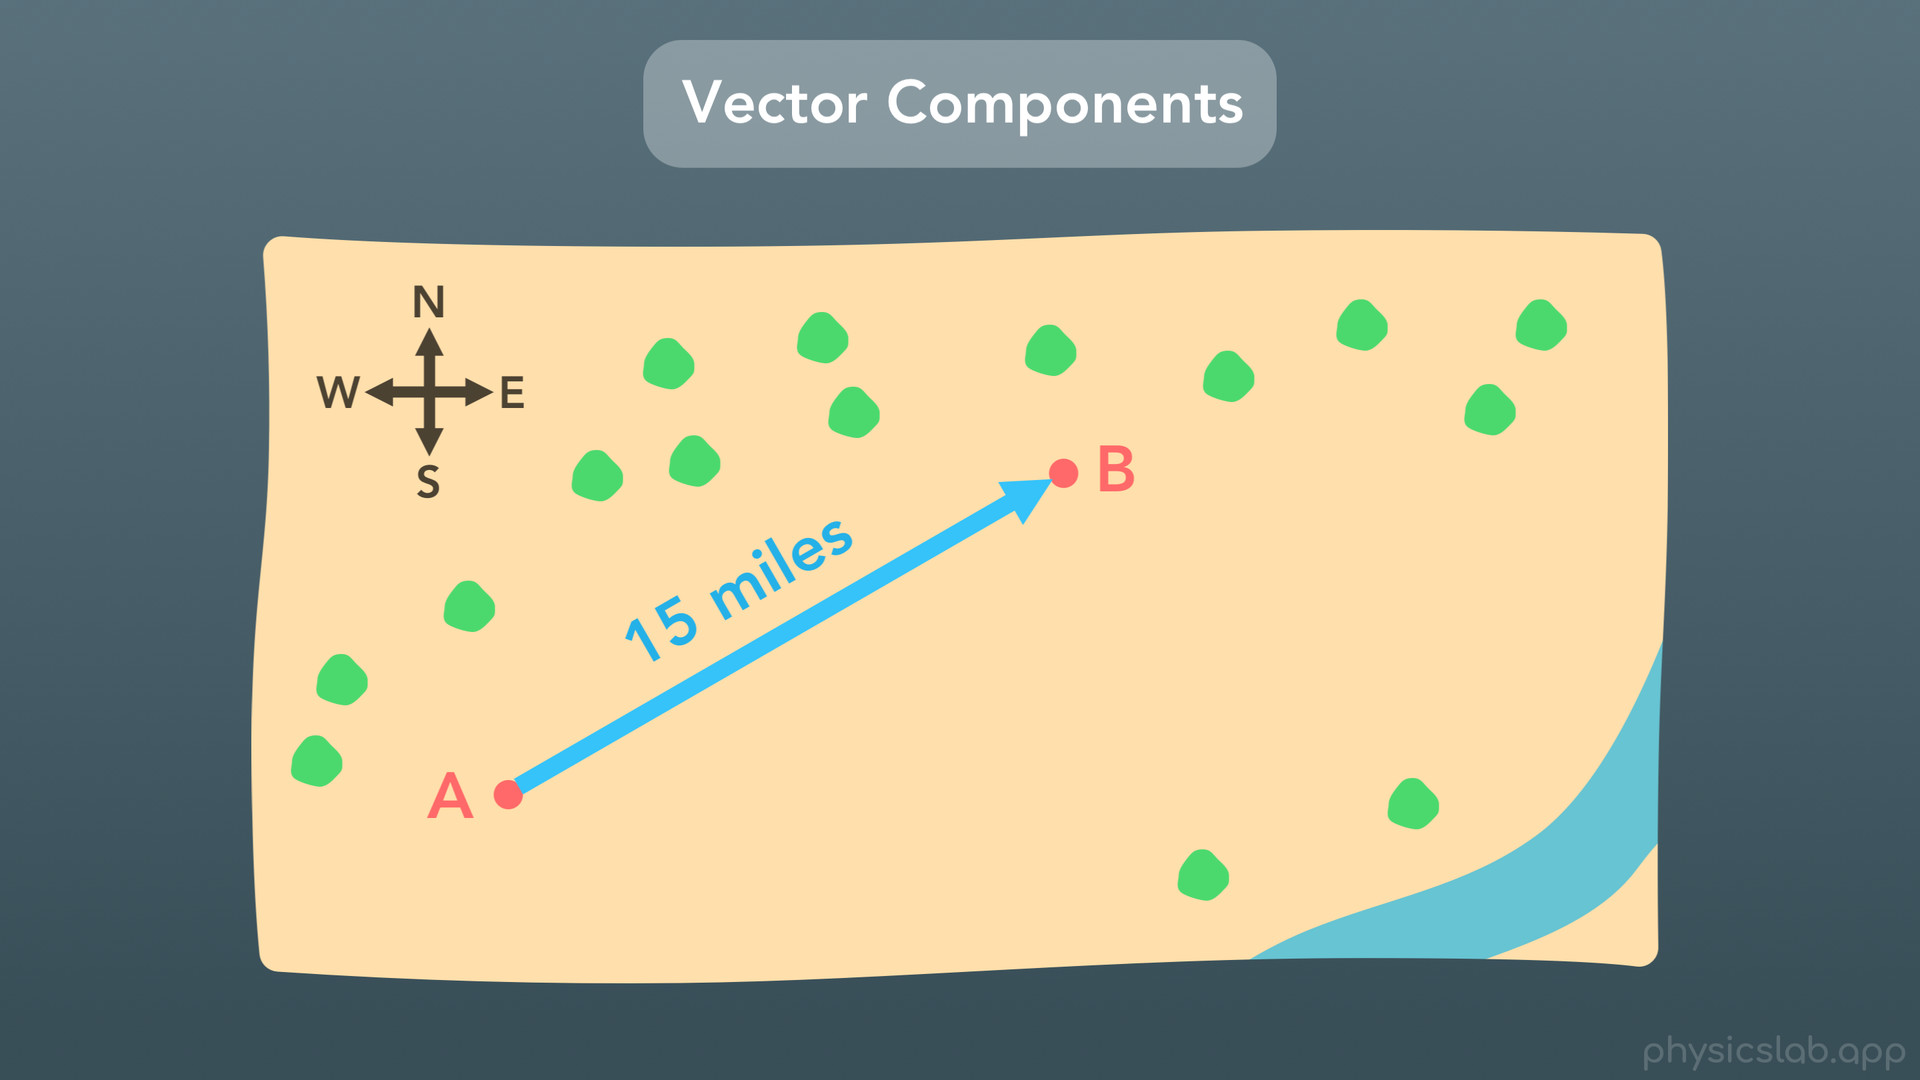 Vector Components
N
W
E
S
B
15 miles
A
physicslab.app